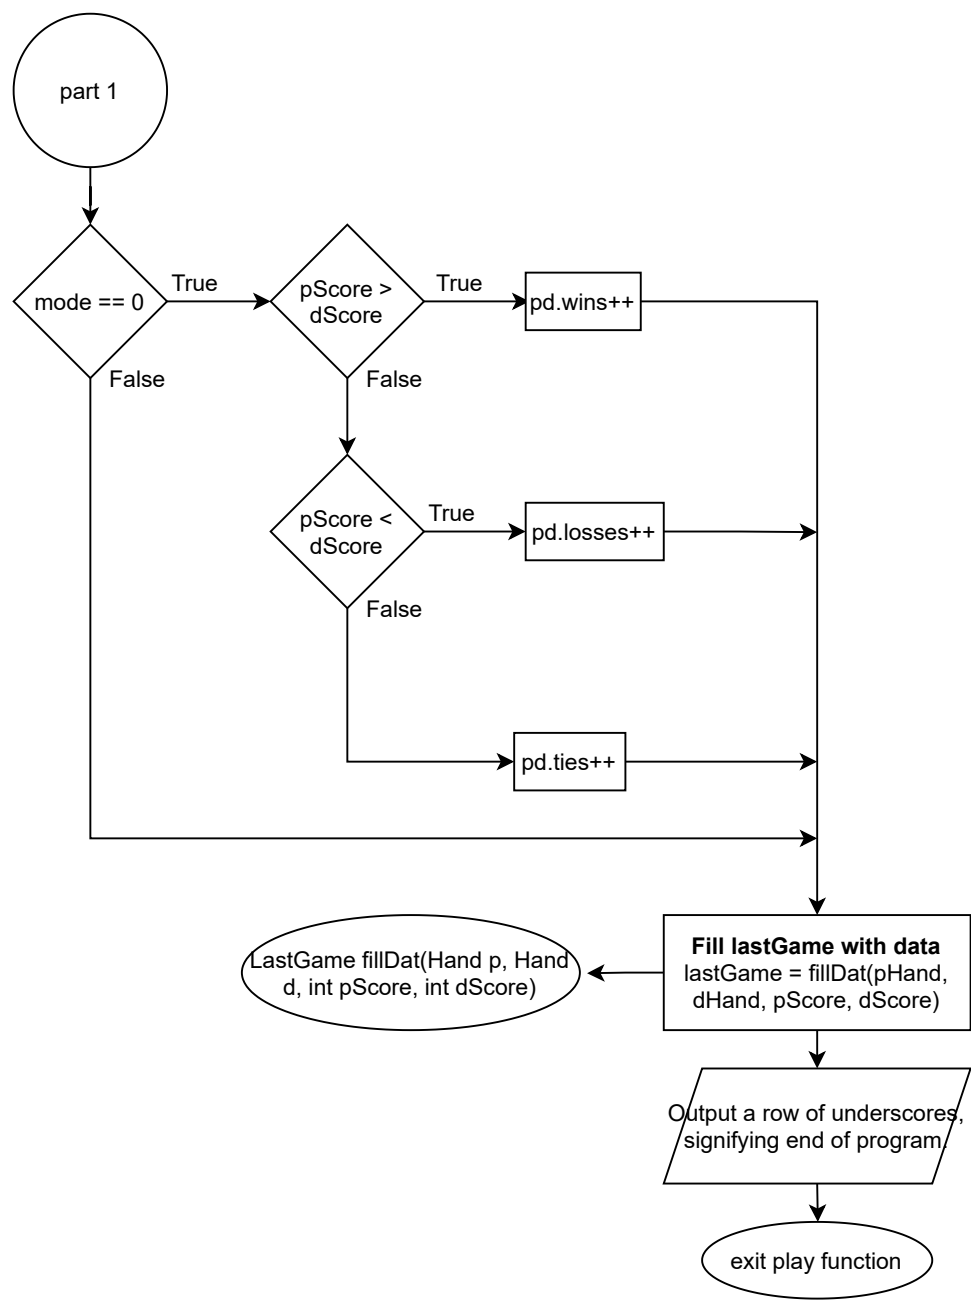 part 1
mode == 0
True
pScore >
dScore
True
pd.wins++
False
False
pScore <
dScore
True
pd.losses++
False
pd.ties++
Fill lastGame with data
lastGame = fillDat(pHand,
dHand, pScore, dScore)
LastGame fillDat(Hand p, Hand
d, int pScore, int dScore)
Output a row of underscores,
signifying end of program.
exit play function